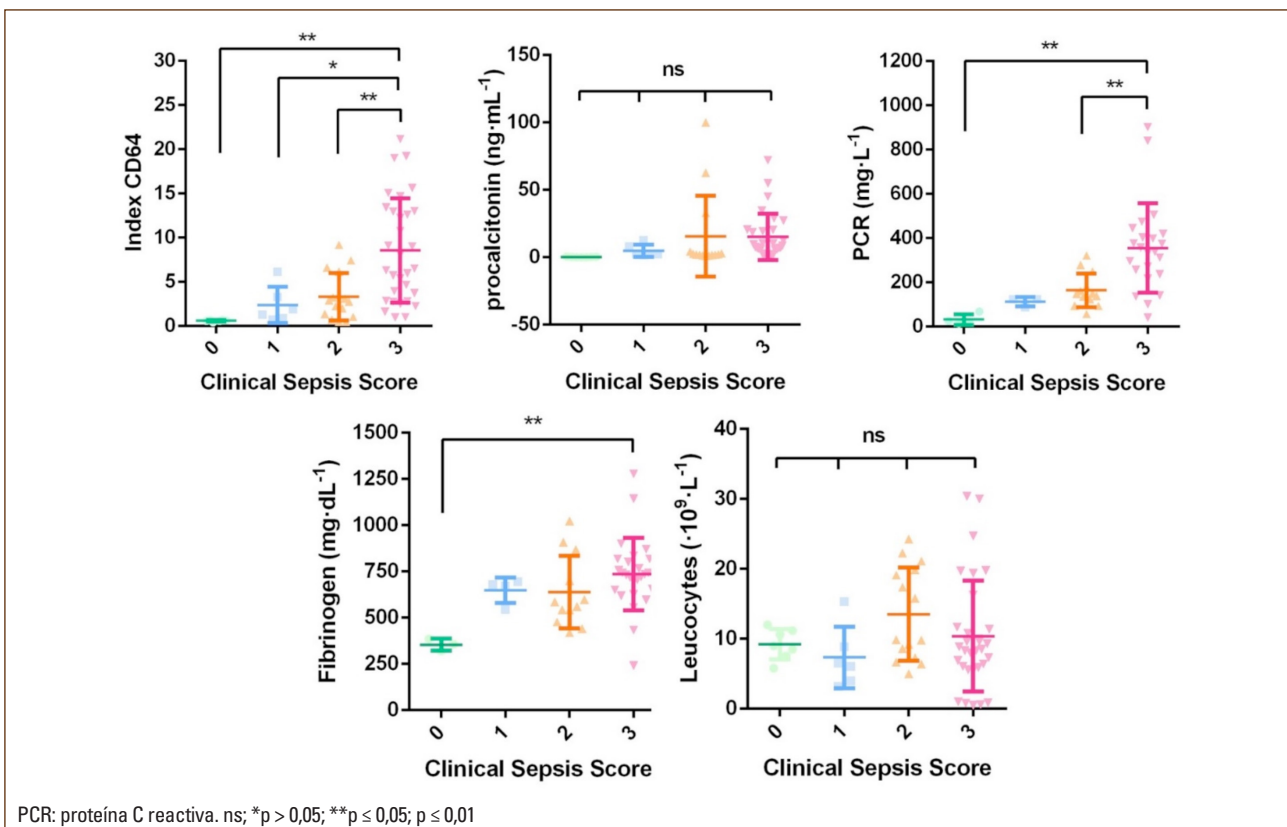 **
*
**
30
25
20
15
10
5
0
Index CD64
0 1 2 3
Clinical Sepsis Score
ns
150
100
50
0
-50
procalcitonin (ng·mL⁻¹)
0 1 2 3
Clinical Sepsis Score
**
**
1200
1000
800
600
400
200
0
PCR (mg·L⁻¹)
0 1 2 3
Clinical Sepsis Score
**
1500
1250
1000
750
500
250
0
Fibrinogen (mg·dL⁻¹)
0 1 2 3
Clinical Sepsis Score
ns
40
30
20
10
0
Leucocytes (·10⁹·L⁻¹)
0 1 2 3
Clinical Sepsis Score
PCR: proteína C reactiva. ns; *p > 0,05; **p ≤ 0,05; p ≤ 0,01